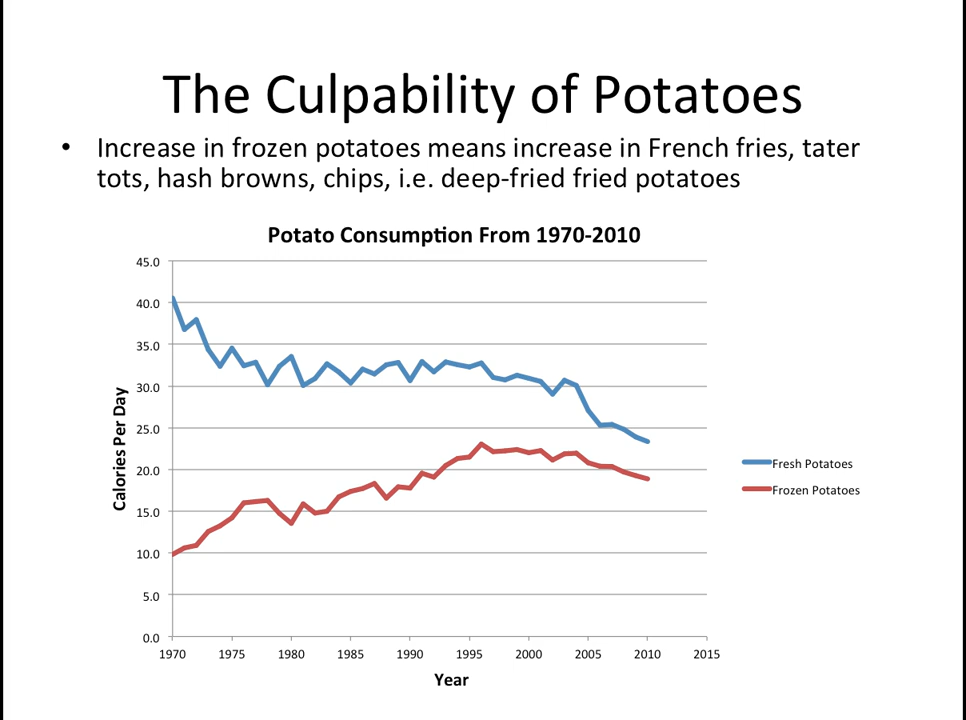 The Culpability of Potatoes
• Increase in frozen potatoes means increase in French fries, tater
tots, hash browns, chips, i.e. deep-fried fried potatoes
Potato Consumption From 1970-2010
45.0
40.0
35.0
30.0
25.0
20.0
15.0
10.0
5.0
0.0
Calories Per Day
1970 1975 1980 1985 1990 1995 2000 2005 2010 2015
Year
Fresh Potatoes
Frozen Potatoes